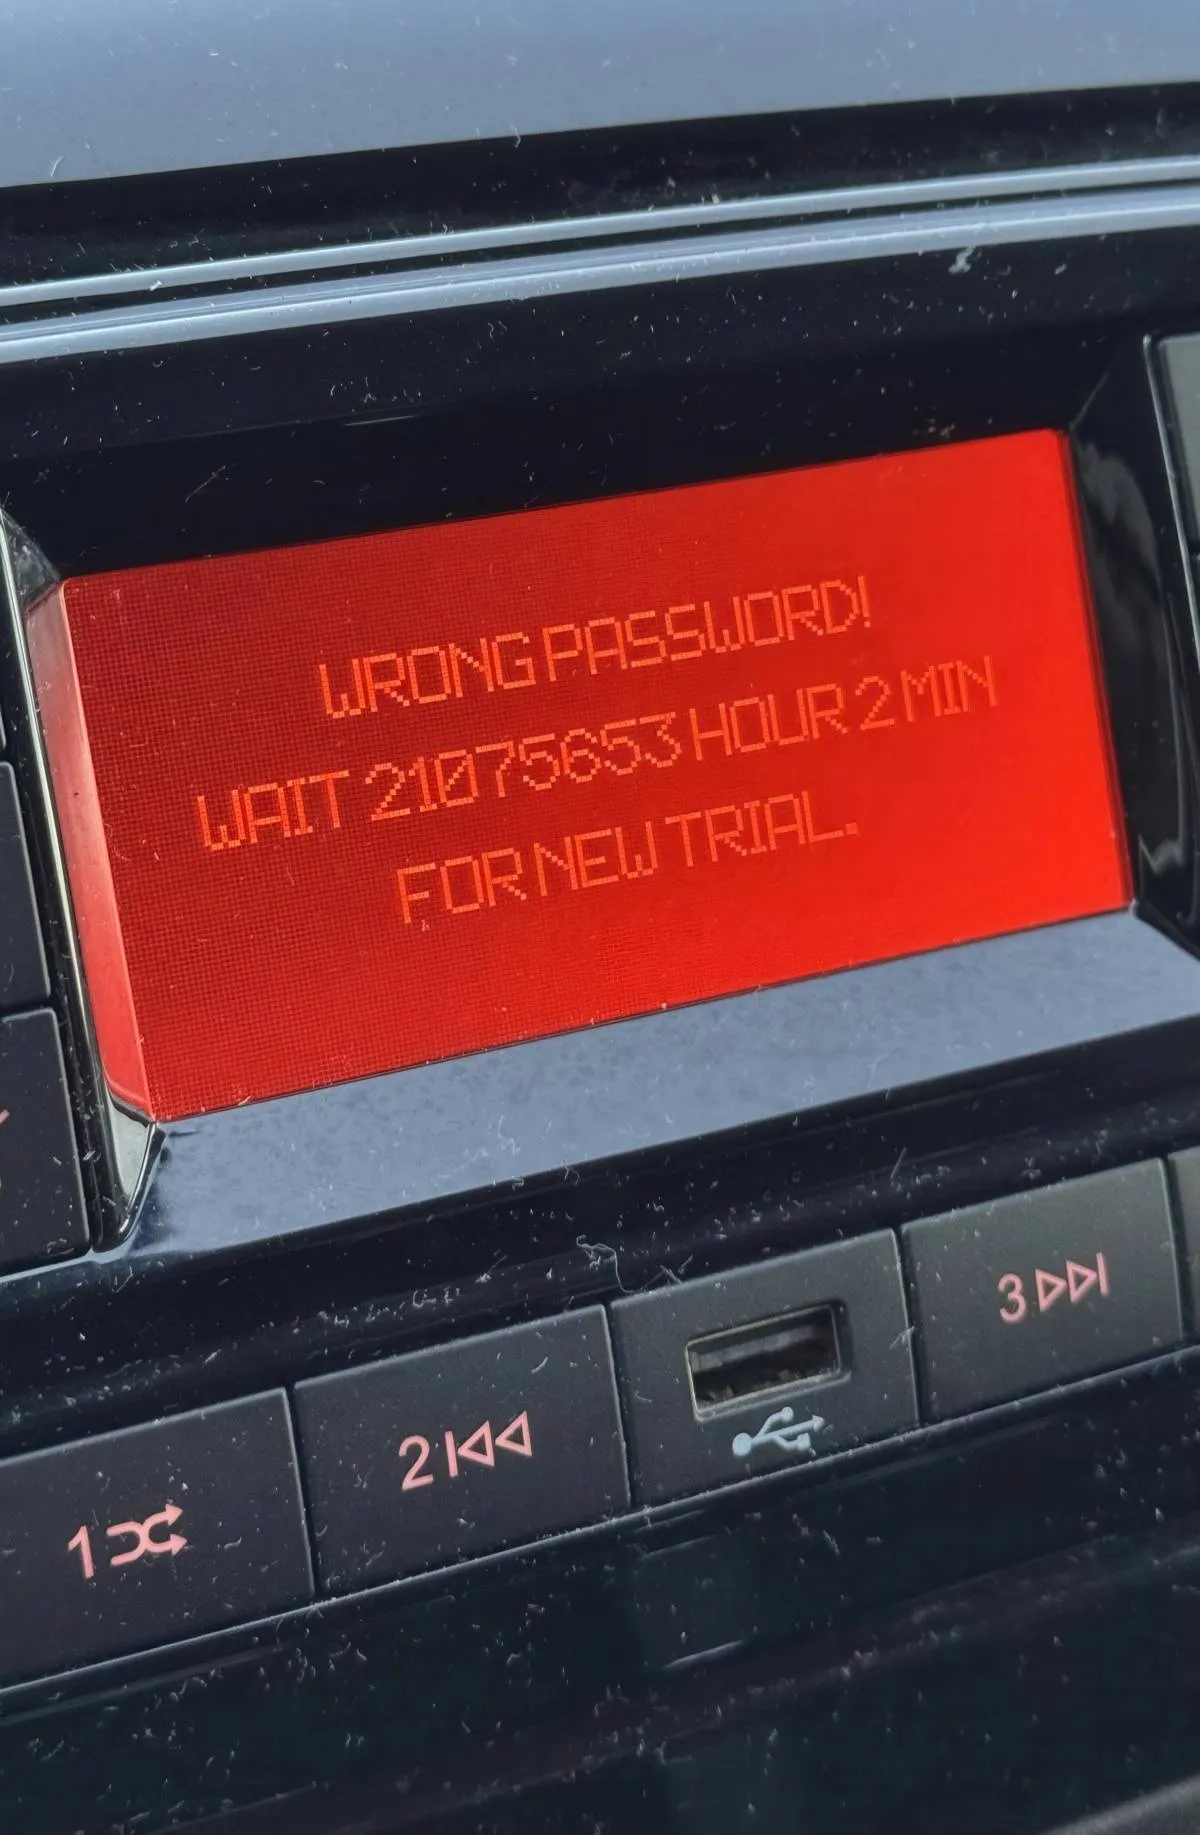 WRONG PASSWORD!
WAIT 21075653 HOUR 2 MIN
FOR NEW TRIAL.
1
2
3